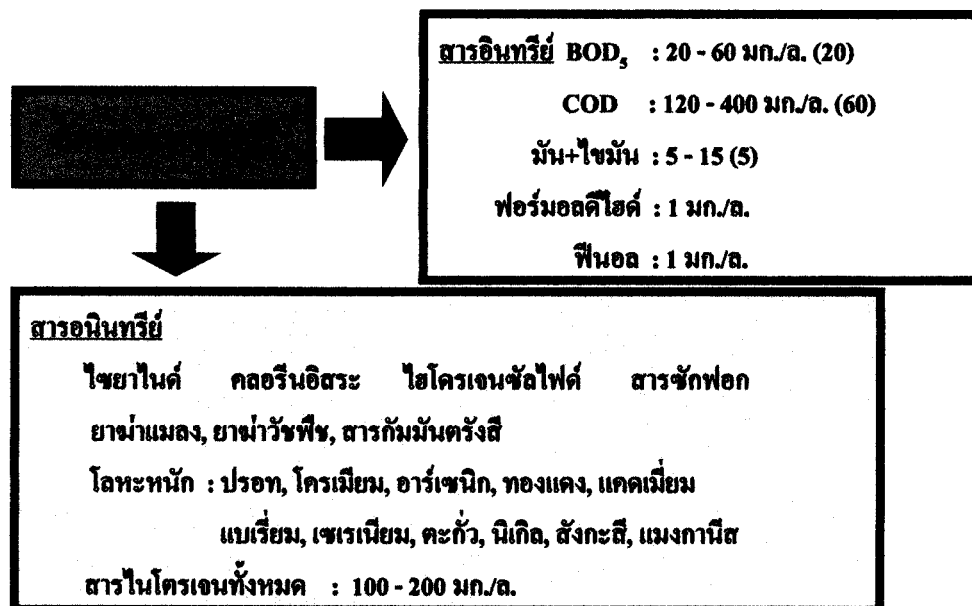 สารอินทรีย์ BOD5 : 20 - 60 มก./ล. (20)
COD : 120 - 400 มก./ล. (60)
มัน+ไขมัน : 5 - 15 (5)
ฟอร์มอลดีไฮด์ : 1 มก./ล.
ฟีนอล : 1 มก./ล.
สารอนินทรีย์
ไซยาไนด์ คลอรีนอิสระ ไฮโดรเจนซัลไฟด์ สารซักฟอก
ยาฆ่าแมลง, ยาฆ่าวัชพืช, สารกัมมันตรังสี
โลหะหนัก : ปรอท, โครเมียม, อาร์เซนิก, ทองแดง, แคดเมี่ยม
แบเรี่ยม, เซเรเนียม, ตะกั่ว, นิเกิล, สังกะสี, แมงกานีส
สารไนโตรเจนทั้งหมด : 100 - 200 มก./ล.